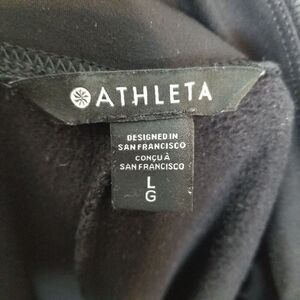 ATHLETA
DESIGNED IN
SAN FRANCISCO
CONÇU À
SAN FRANCISCO
L
G